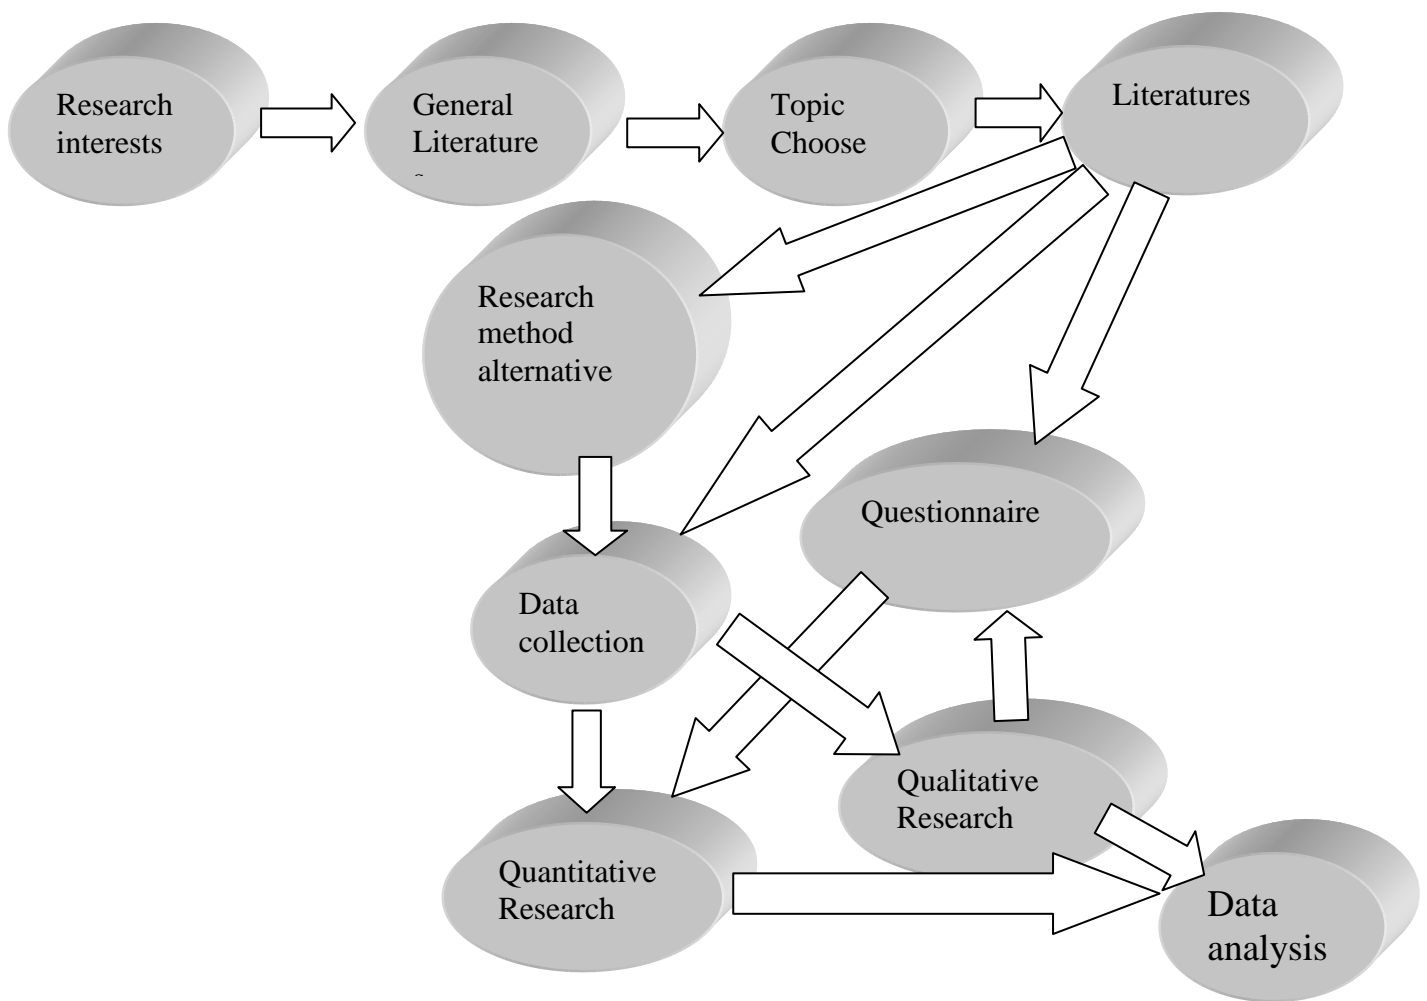 Research
interests
General
Literature
s
Topic
Choose
Literatures
Research
method
alternative
Questionnaire
Data
collection
Qualitative
Research
Quantitative
Research
Data
analysis